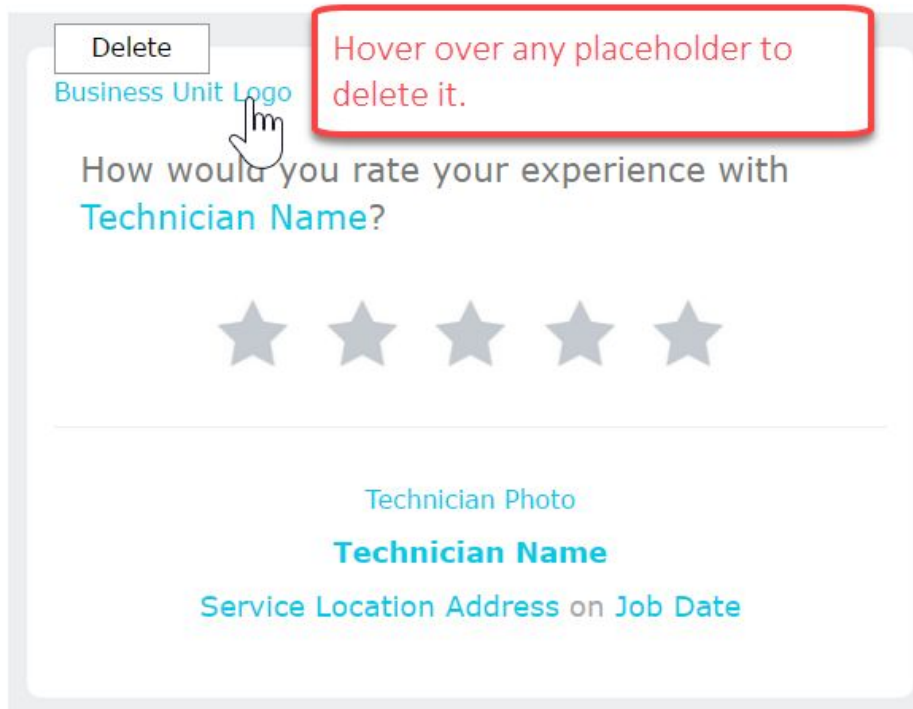 Delete
Hover over any placeholder to
delete it.
Business Unit Logo
How would you rate your experience with
Technician Name?
Technician Photo
Technician Name
Service Location Address on Job Date